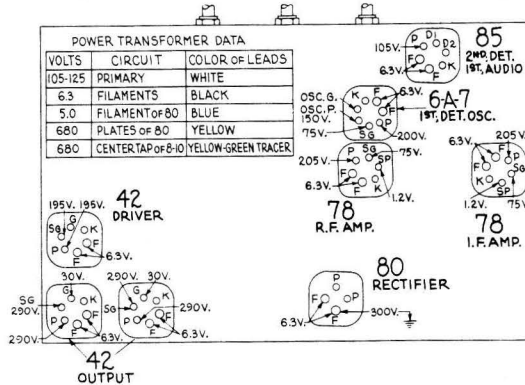 POWER TRANSFORMER DATA
VOLTS CIRCUIT COLOR OF LEADS
105-125 PRIMARY WHITE
6.3 FILAMENTS BLACK
5.0 FILAMENT OF 80 BLUE
680 PLATES OF 80 YELLOW
680 CENTERTAP OF 8-10 YELLOW-GREEN TRACER
85
2ND. DET.
1ST. AUDIO
P D1 D2
105V.
6.3V. F F K
6-A-7
1ST. DET. OSC.
K F 6.3V.
OSC.G.
OSC.P. F
150V. P
75V. SG 200V.
78
R.F. AMP.
SG 75V.
205V. P SP
F
6.3V. F K 1.2V.
78
I.F. AMP.
6.3V. F 205V.
F P
K SG
1.2V. SP 75V.
42
DRIVER
195V. 195V.
G
SG K
P F
F 6.3V.
30V. 290V. 30V.
SG G K SG G K 290V.
290V. P F P F
290V. F 6.3V. F 6.3V.
42
OUTPUT
80
RECTIFIER
P
F P
6.3V. F 300V.